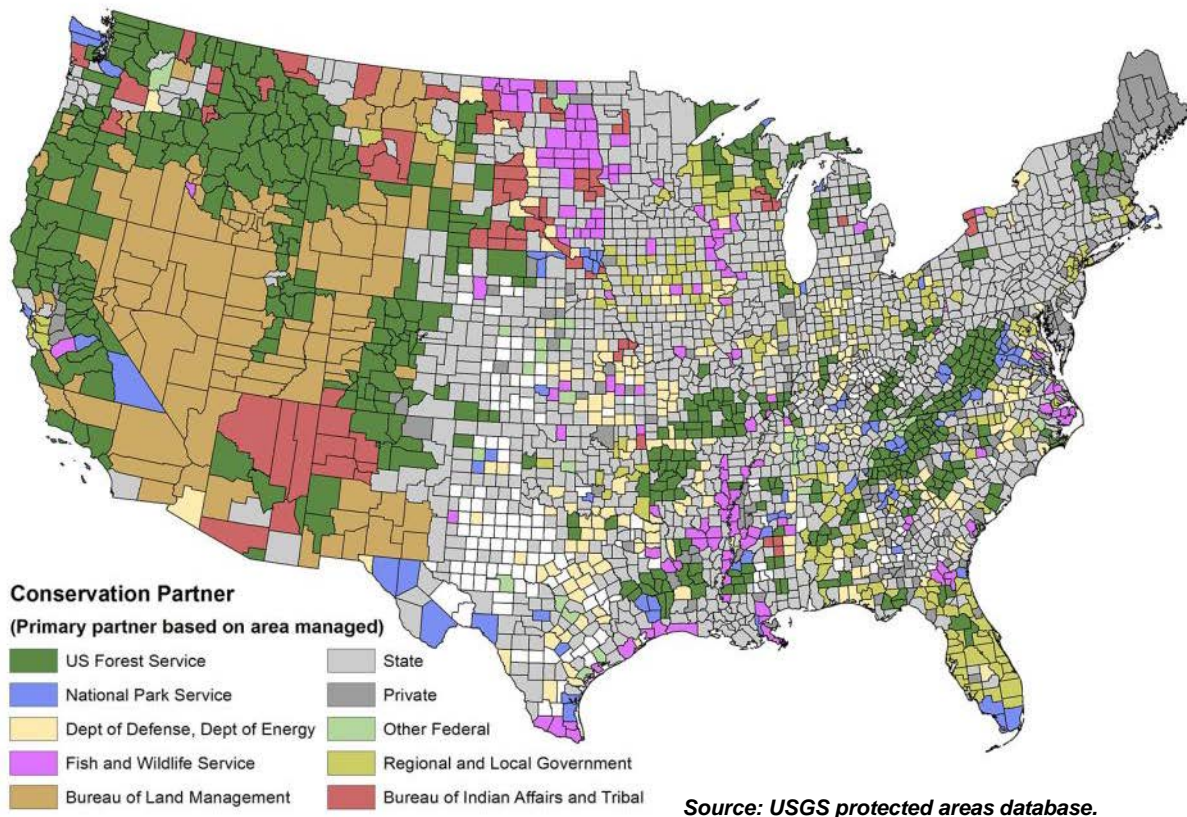 Conservation Partner
(Primary partner based on area managed)
US Forest Service
National Park Service
Dept of Defense, Dept of Energy
Fish and Wildlife Service
Bureau of Land Management
State
Private
Other Federal
Regional and Local Government
Bureau of Indian Affairs and Tribal
Source: USGS protected areas database.